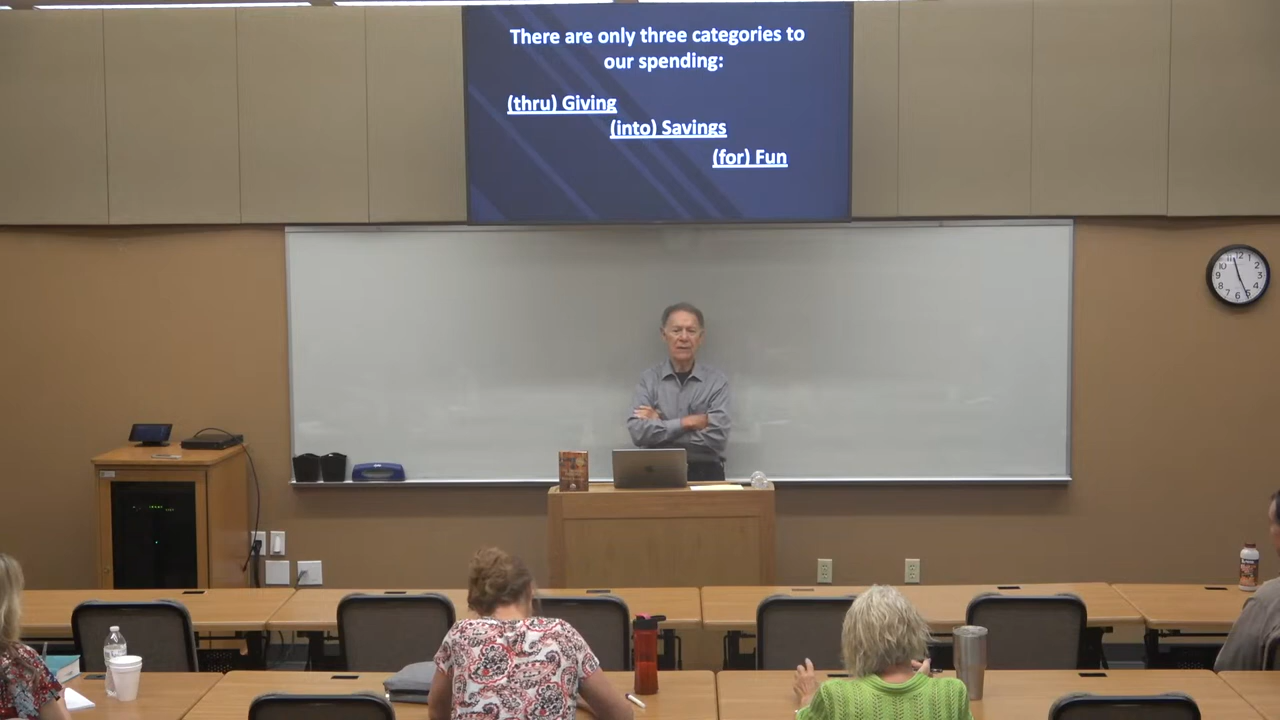 There are only three categories to
our spending:
(thru) Giving
(into) Savings
(for) Fun